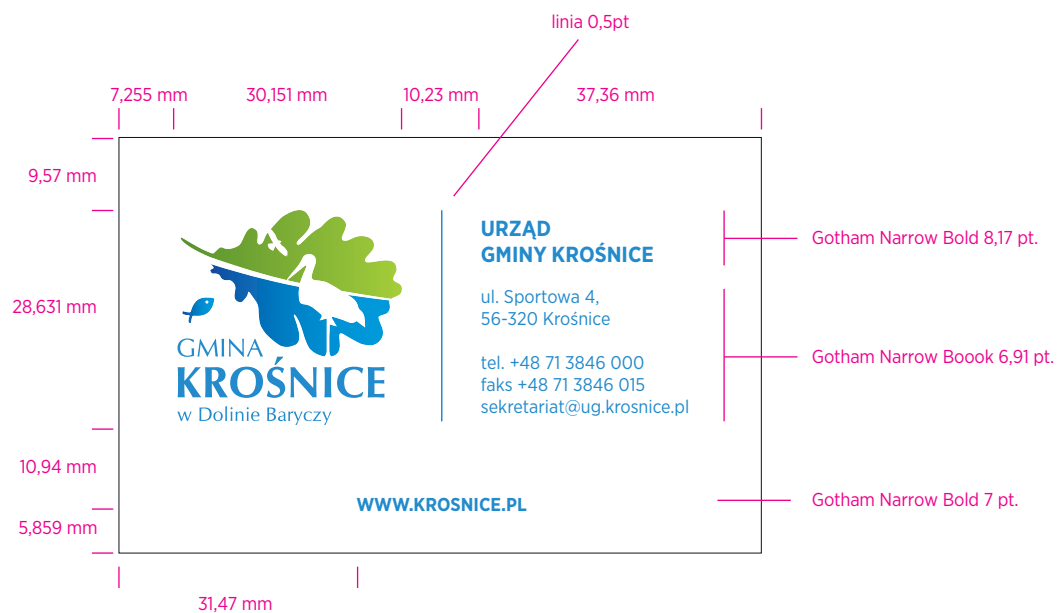 linia 0,5pt
7,255 mm
30,151 mm
10,23 mm
37,36 mm
9,57 mm
28,631 mm
10,94 mm
5,859 mm
31,47 mm
GMINA
KROŚNICE
w Dolinie Baryczy
URZĄD
GMINY KROŚNICE
ul. Sportowa 4,
56-320 Krośnice
tel. +48 71 3846 000
faks +48 71 3846 015
sekretariat@ug.krosnice.pl
WWW.KROSNICE.PL
Gotham Narrow Bold 8,17 pt.
Gotham Narrow Boook 6,91 pt.
Gotham Narrow Bold 7 pt.